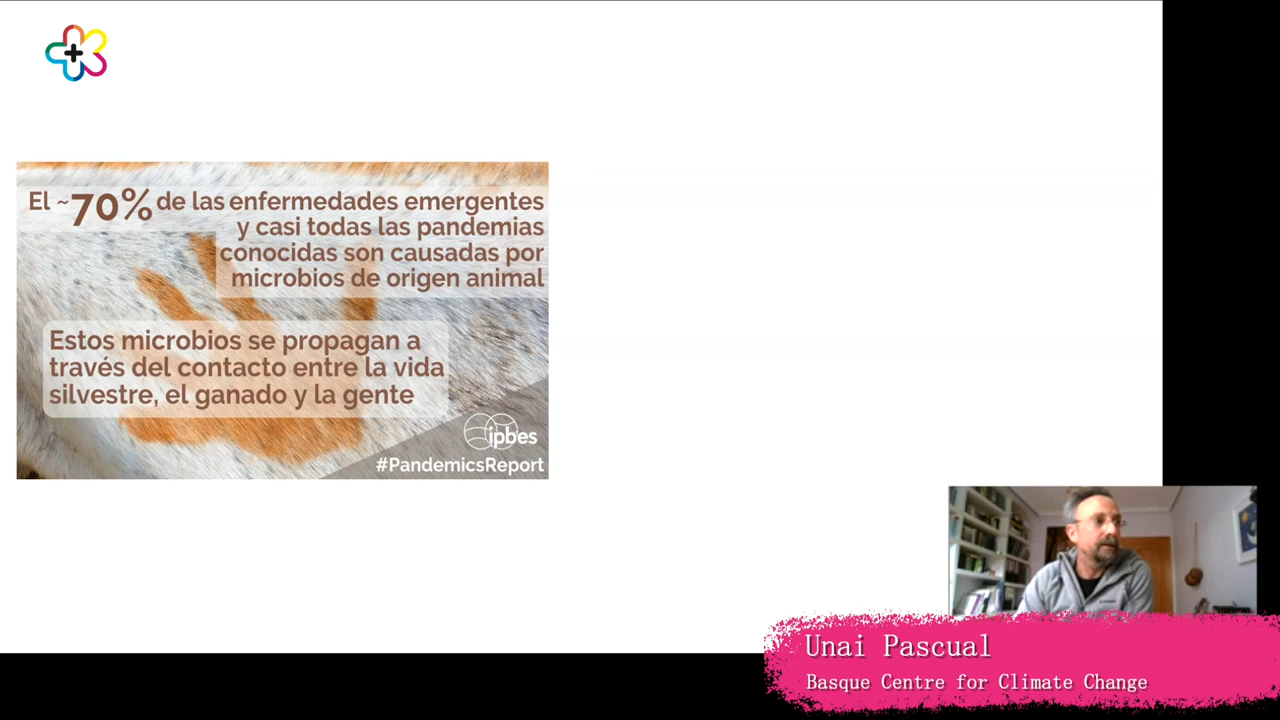 El ~70% de las enfermedades emergentes
y casi todas las pandemias
conocidas son causadas por
microbios de origen animal
Estos microbios se propagan a
través del contacto entre la vida
silvestre, el ganado y la gente
ipbes
#PandemicsReport
Unai Pascual
Basque Centre for Climate Change